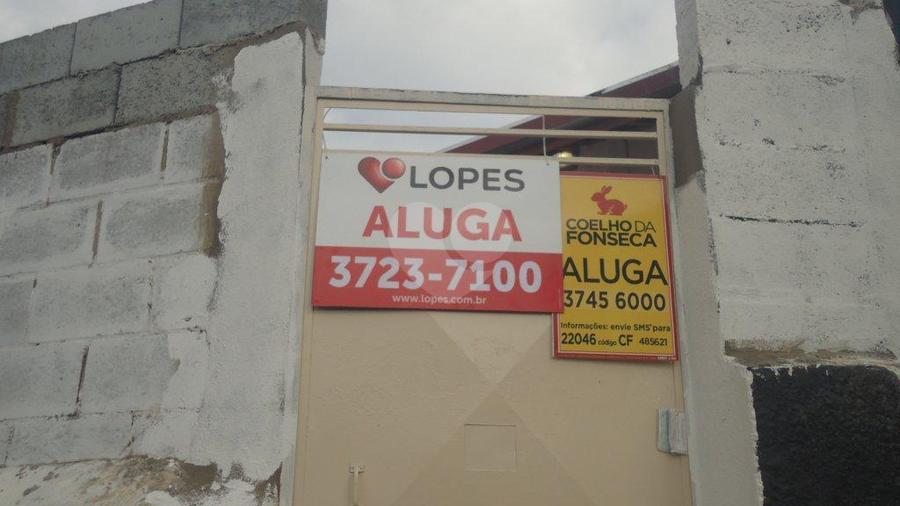 LOPES
ALUGA
3723-7100
www.lopes.com.br
COELHO DA
FONSECA
ALUGA
3745 6000
Informações: envie SMS* para
22046 código CF 485621